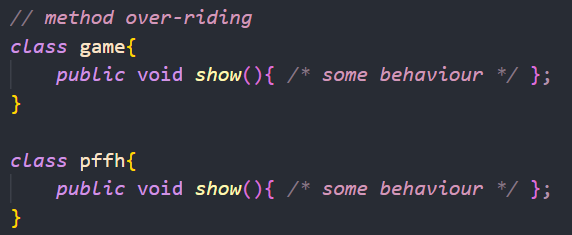 // method over-riding
class game{
    public void show(){ /* some behaviour */ };
}

class pffh{
    public void show(){ /* some behaviour */ };
}